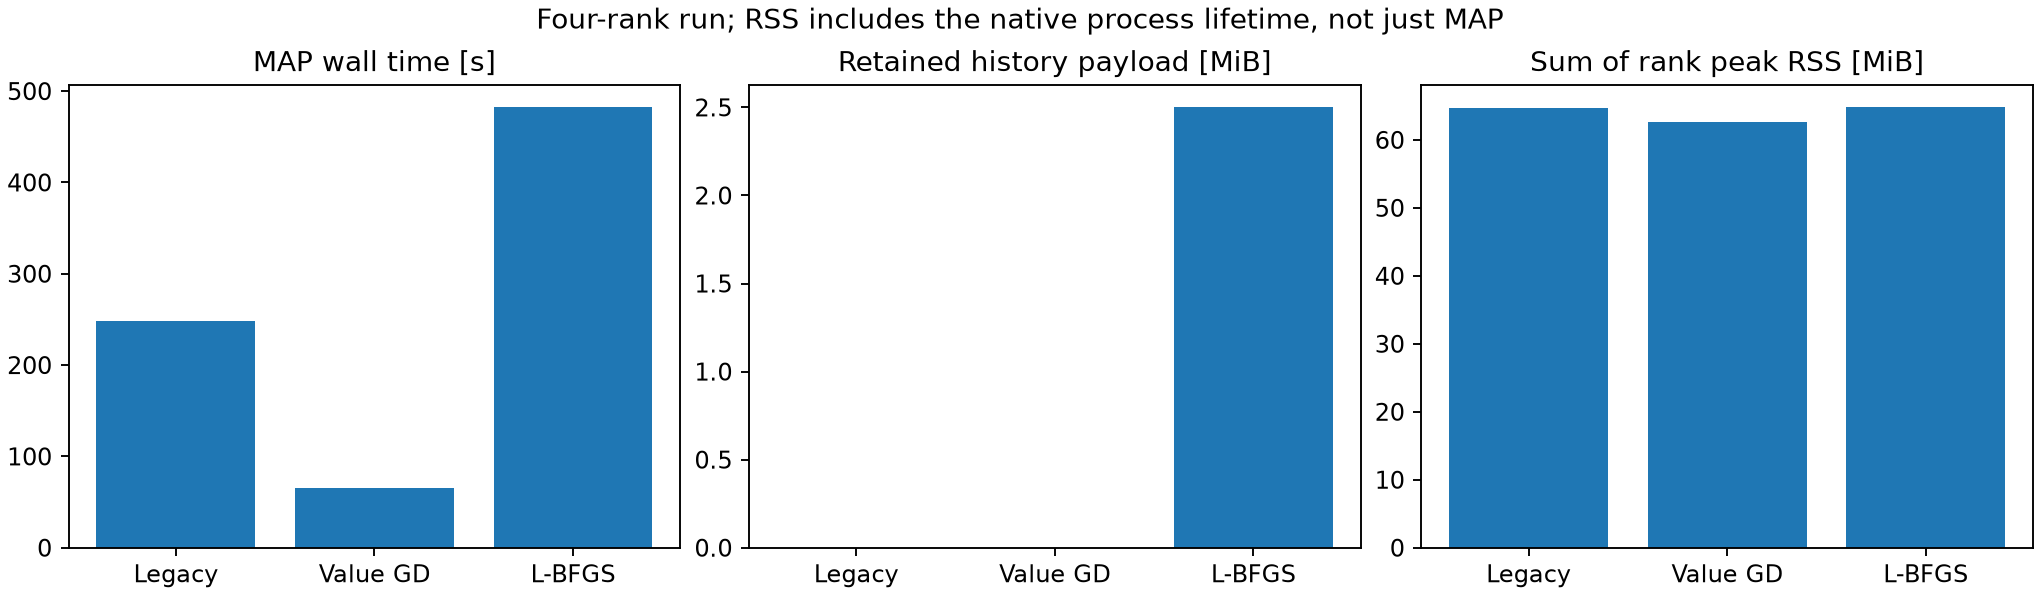 Four-rank run; RSS includes the native process lifetime, not just MAP
MAP wall time [s]
500
400
300
200
100
0
Legacy Value GD L-BFGS
Retained history payload [MiB]
2.5
2.0
1.5
1.0
0.5
0.0
Legacy Value GD L-BFGS
Sum of rank peak RSS [MiB]
60
50
40
30
20
10
0
Legacy Value GD L-BFGS